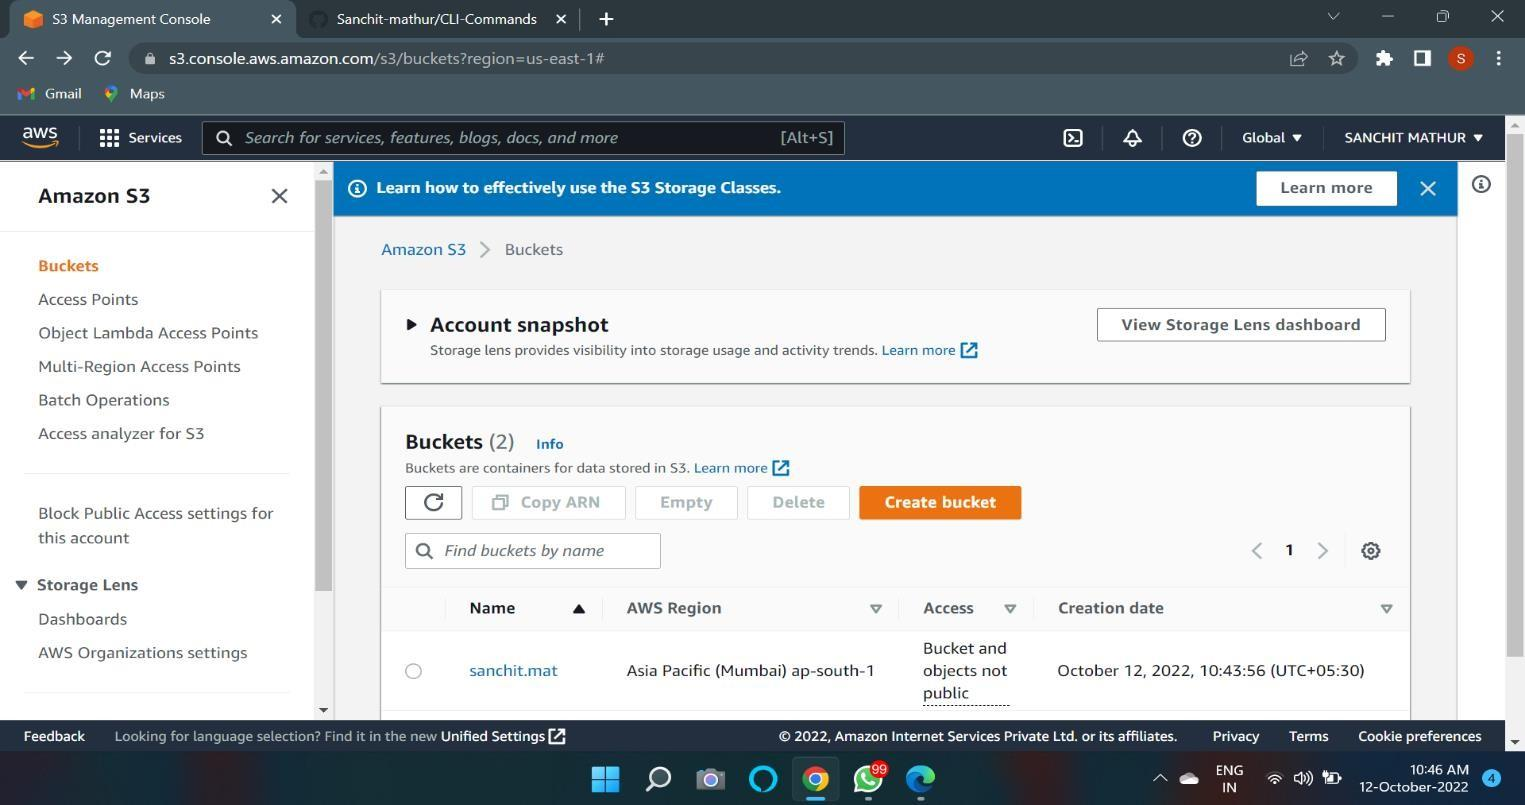 S3 Management Console
Sanchit-mathur/CLI-Commands
s3.console.aws.amazon.com/s3/buckets?region=us-east-1#
S
Gmail
Maps
aws
Services
Search for services, features, blogs, docs, and more
[Alt+S]
Global
SANCHIT MATHUR
Amazon S3
Buckets
Access Points
Object Lambda Access Points
Multi-Region Access Points
Batch Operations
Access analyzer for S3
Block Public Access settings for
this account
Storage Lens
Dashboards
AWS Organizations settings
Learn how to effectively use the S3 Storage Classes.
Learn more
Amazon S3
Buckets
Account snapshot
Storage lens provides visibility into storage usage and activity trends. Learn more
View Storage Lens dashboard
Buckets (2) Info
Buckets are containers for data stored in S3. Learn more
Copy ARN
Empty
Delete
Create bucket
Find buckets by name
1
Name
AWS Region
Access
Creation date
sanchit.mat
Asia Pacific (Mumbai) ap-south-1
Bucket and
objects not
public
October 12, 2022, 10:43:56 (UTC+05:30)
Feedback
Looking for language selection? Find it in the new Unified Settings
© 2022, Amazon Internet Services Private Ltd. or its affiliates.
Privacy
Terms
Cookie preferences
99
ENG
IN
10:46 AM
12-October-2022
4